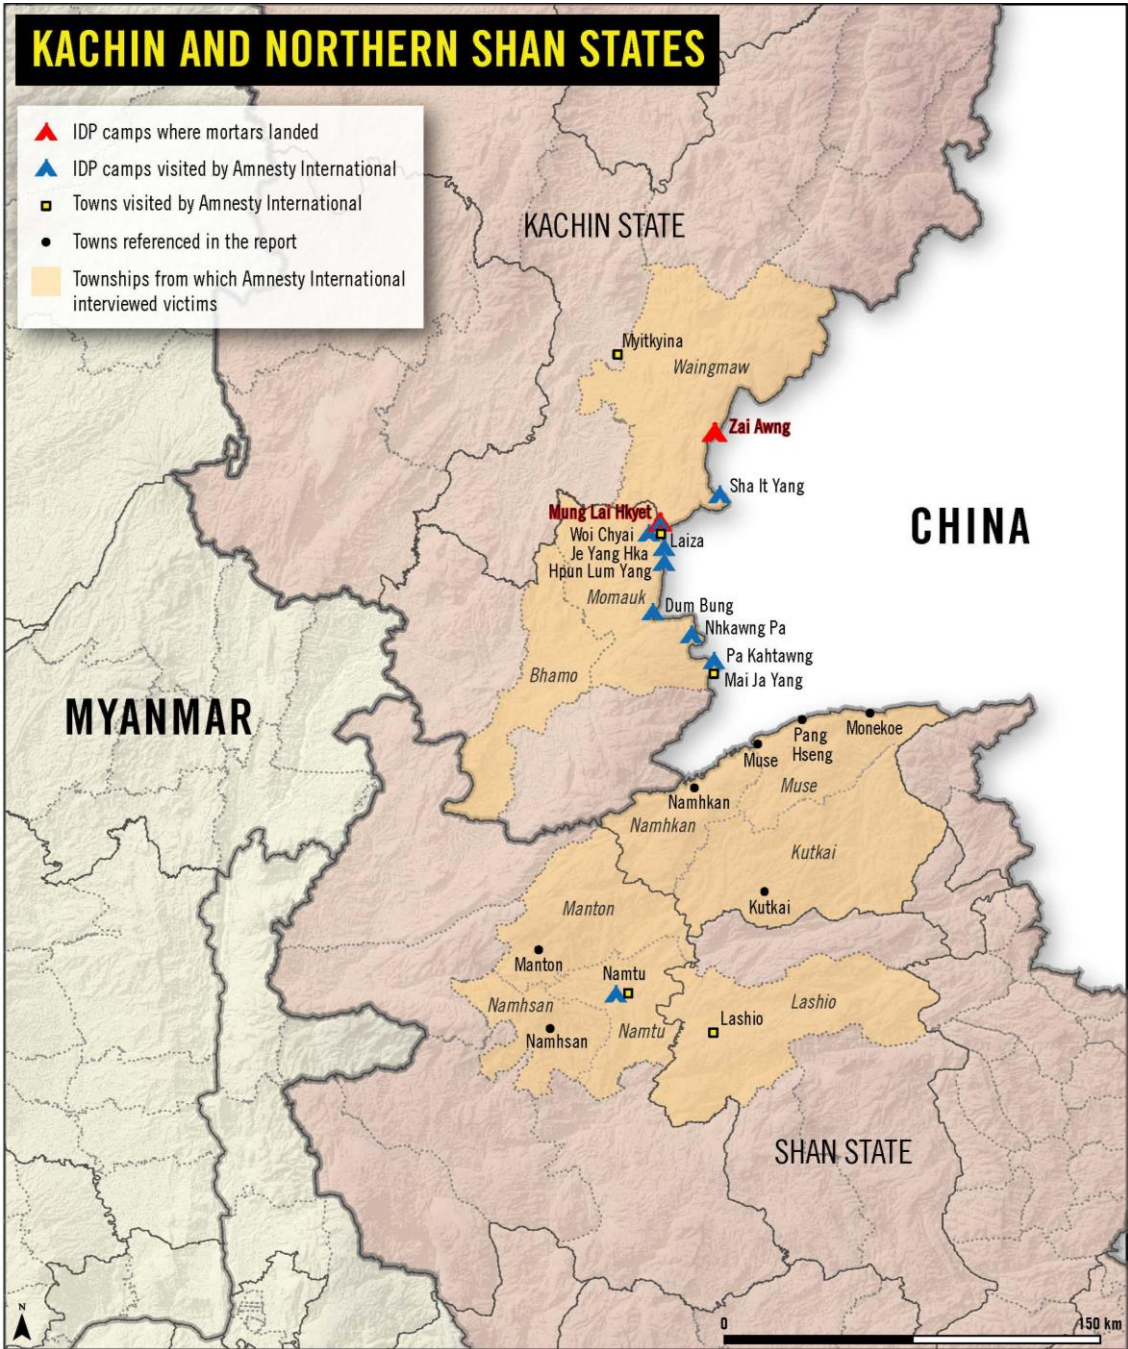 KACHIN AND NORTHERN SHAN STATES
IDP camps where mortars landed
IDP camps visited by Amnesty International
Towns visited by Amnesty International
Towns referenced in the report
Townships from which Amnesty International
interviewed victims
KACHIN STATE
Myitkyina
Waingmaw
Zai Awng
Sha It Yang
CHINA
Mung Lai Hkyet
Woi Chyai
Laiza
Je Yang Hka
Hpun Lum Yang
Momauk
Dum Bung
Nhkawng Pa
Pa Kahtawng
Bhamo
Mai Ja Yang
MYANMAR
Monekoe
Pang
Hseng
Muse
Muse
Namhkan
Namhkan
Kutkai
Kutkai
Manton
Manton
Namtu
Namhsan
Lashio
Lashio
Namtu
Namhsan
SHAN STATE
N
0
150 km